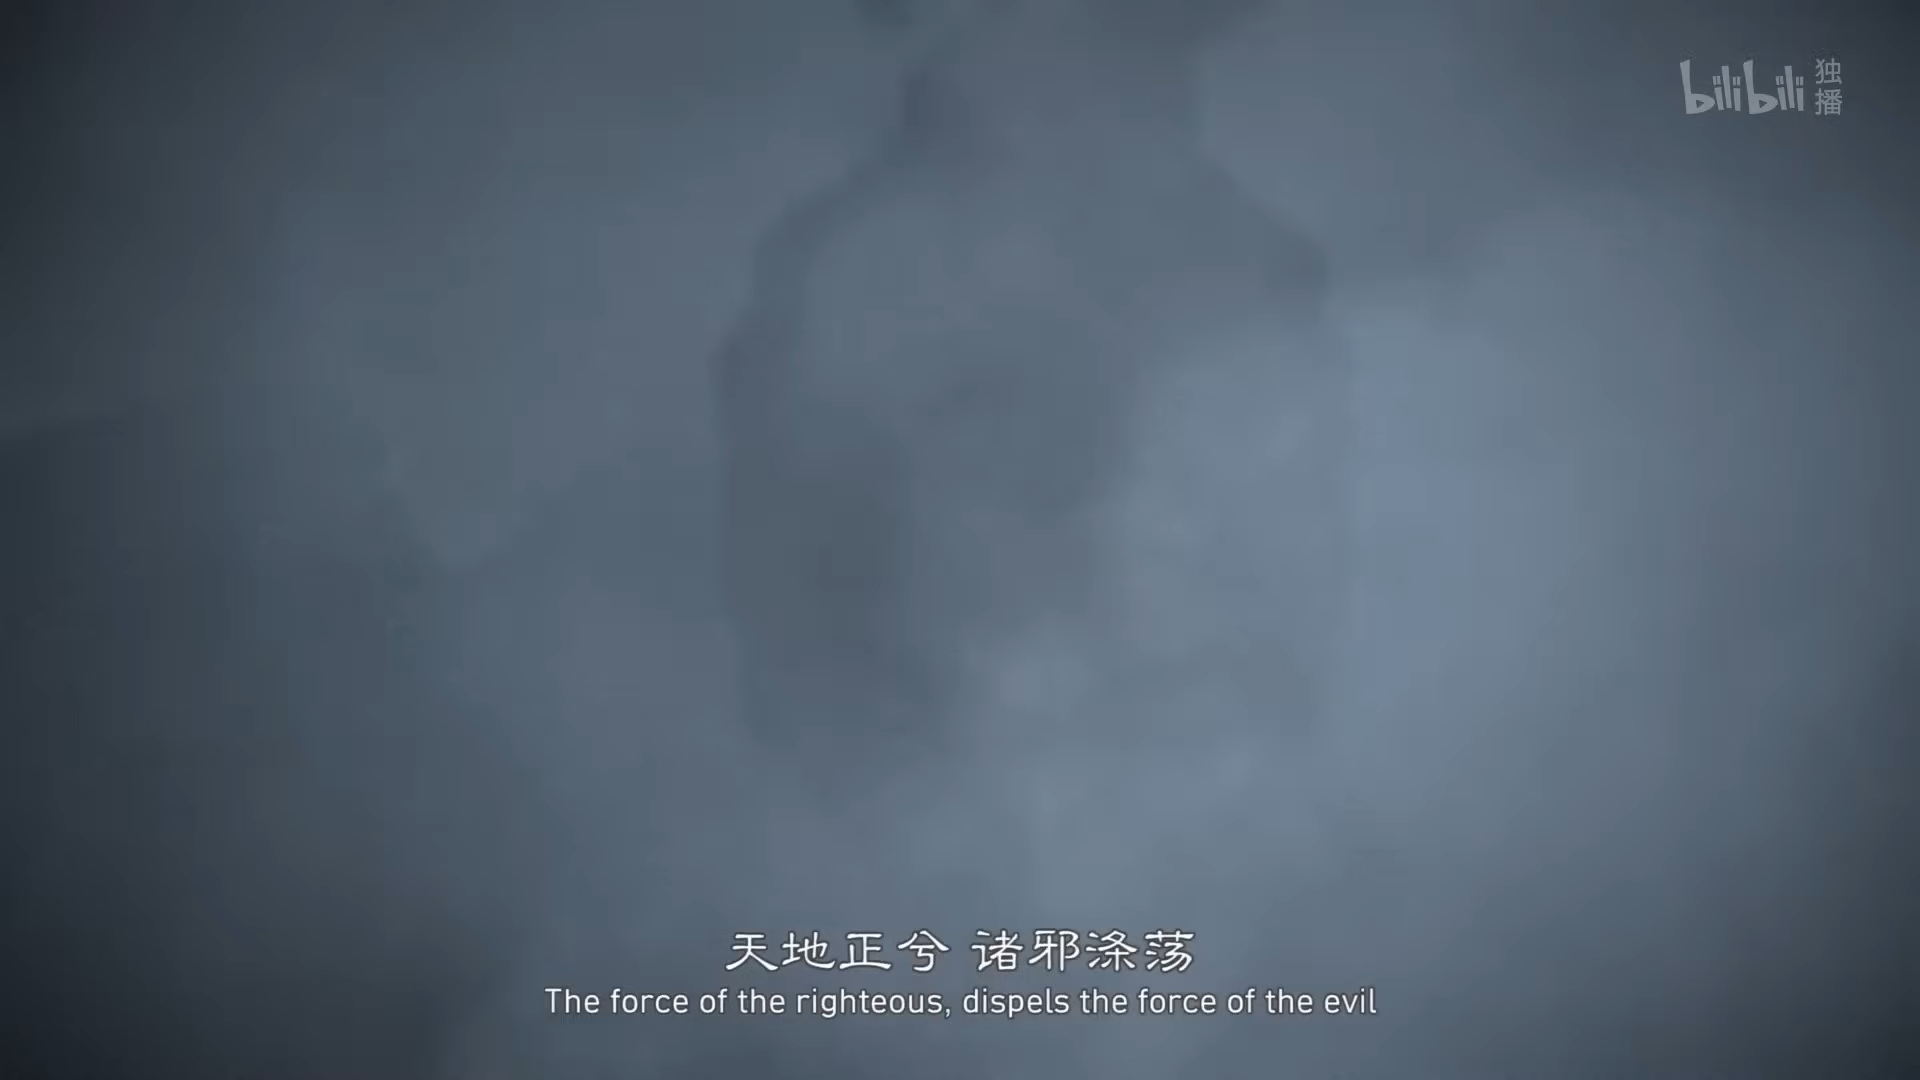 bilibili 独播
天地正兮 诸邪涤荡
The force of the righteous, dispels the force of the evil